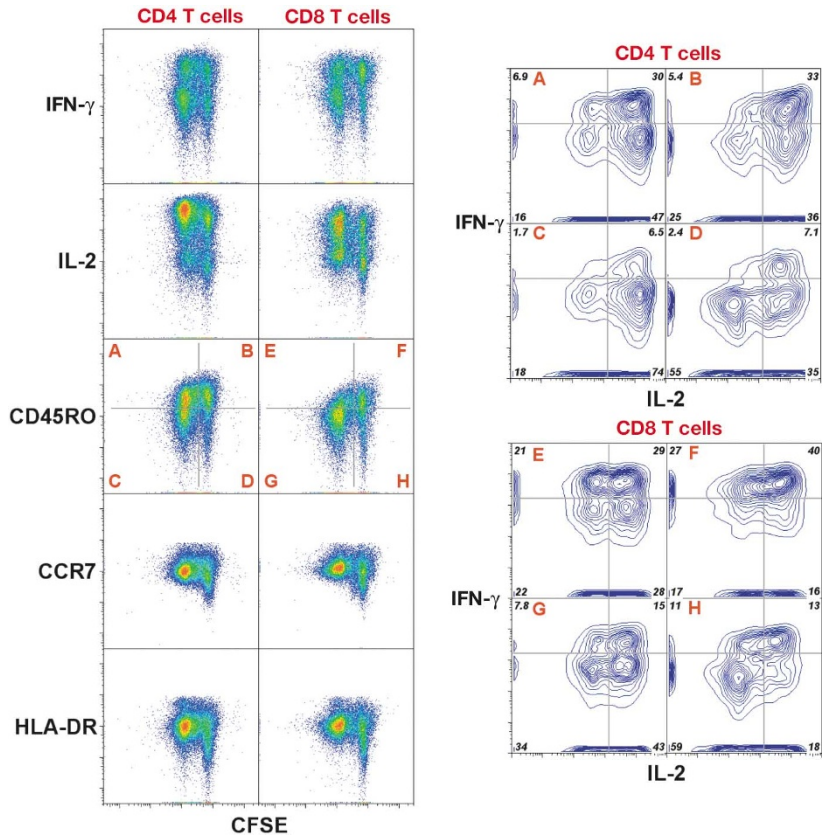 CD4 T cells CD8 T cells
IFN-γ
IL-2
A B E F
CD45RO
C D G H
CCR7
HLA-DR
CFSE
CD4 T cells
6.9 A 30 5.4 B 33
IFN-γ
16 47 25 36
1.7 C 6.5 2.4 D 7.1
18 74 55 35
IL-2
CD8 T cells
21 E 29 27 F 40
22 28 17 16
IFN-γ
7.8 G 15 11 H 13
34 43 59 18
IL-2